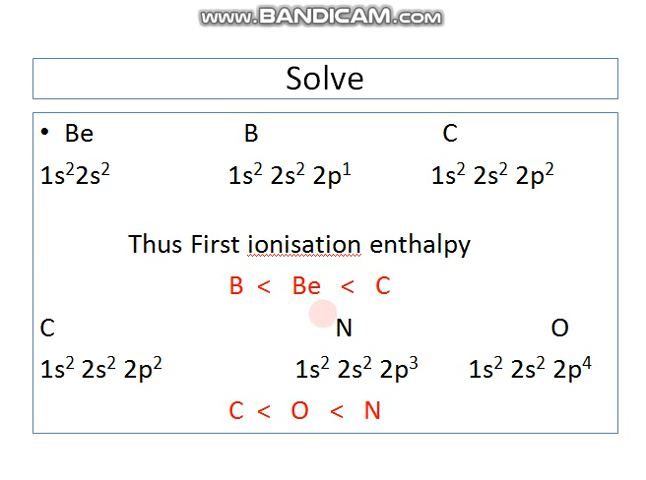 www.BANDICAM.com
Solve
• Be B C
1s²2s² 1s² 2s² 2p¹ 1s² 2s² 2p²
Thus First ionisation enthalpy
B < Be < C
C N O
1s² 2s² 2p² 1s² 2s² 2p³ 1s² 2s² 2p⁴
C < O < N